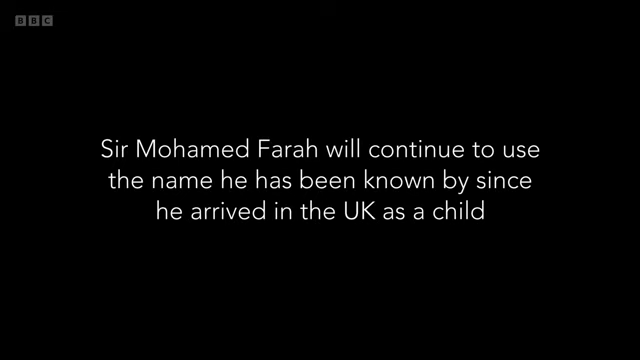 BBC
Sir Mohamed Farah will continue to use
the name he has been known by since
he arrived in the UK as a child